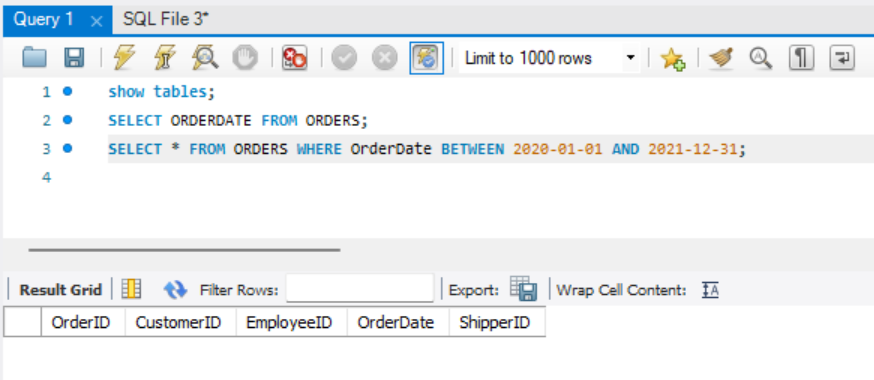 Query 1 × SQL File 3*
Limit to 1000 rows
1 show tables;
2 SELECT ORDERDATE FROM ORDERS;
3 SELECT * FROM ORDERS WHERE OrderDate BETWEEN 2020-01-01 AND 2021-12-31;
4
Result Grid Filter Rows: Export: Wrap Cell Content:
OrderID CustomerID EmployeeID OrderDate ShipperID